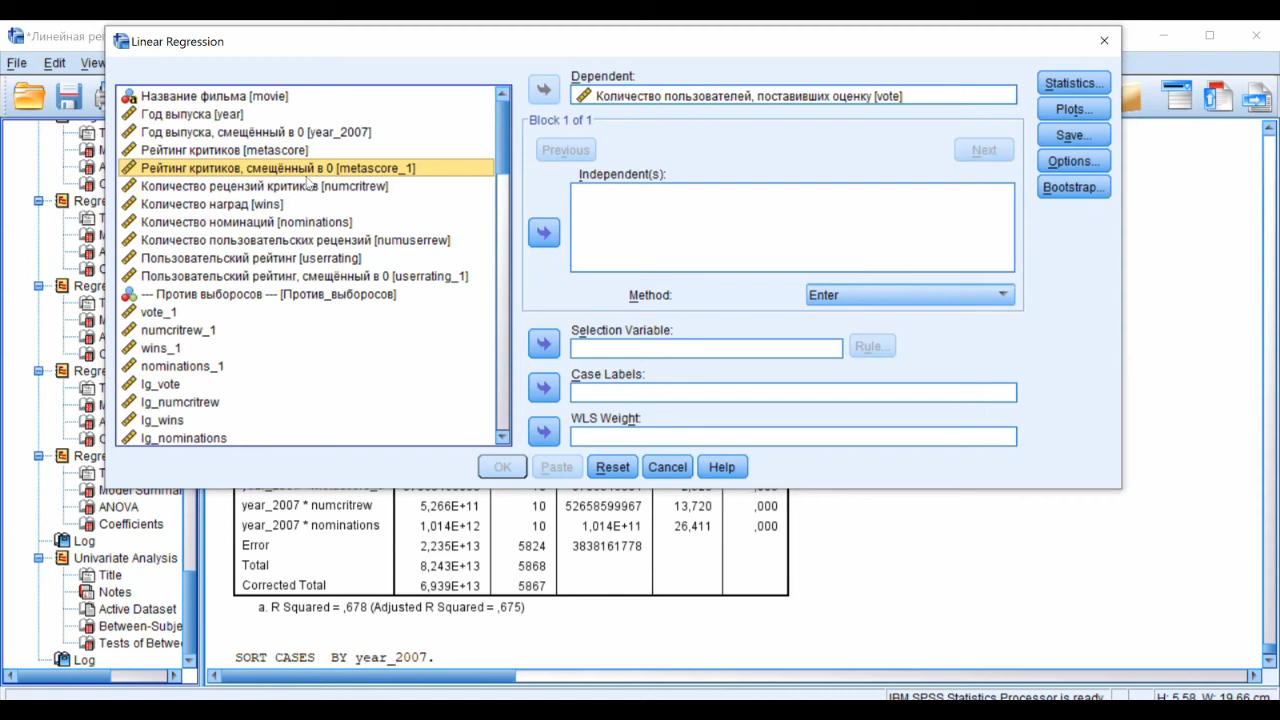 *Линейная ре
Linear Regression
File Edit View
Название фильма [movie]
Год выпуска [year]
Год выпуска, смещённый в 0 [year_2007]
Рейтинг критиков [metascore]
Рейтинг критиков, смещённый в 0 [metascore_1]
Количество рецензий критиков [numcritrew]
Количество наград [wins]
Количество номинаций [nominations]
Количество пользовательских рецензий [numuserrew]
Пользовательский рейтинг [userrating]
Пользовательский рейтинг, смещённый в 0 [userrating_1]
--- Против выборосов --- [Против_выборосов]
vote_1
numcritrew_1
wins_1
nominations_1
lg_vote
lg_numcritrew
lg_wins
lg_nominations
Dependent:
Количество пользователей, поставивших оценку [vote]
Block 1 of 1
Previous
Next
Independent(s):
Method:
Enter
Selection Variable:
Rule...
Case Labels:
WLS Weight:
Statistics...
Plots...
Save...
Options...
Bootstrap...
OK
Paste
Reset
Cancel
Help
Regre
Regre
Regre
Regre
Model Summar
ANOVA
Coefficients
Log
Univariate Analysis
Title
Notes
Active Dataset
Between-Subje
Tests of Betwee
Log
year_2007 * numcritrew 5,266E+11 10 52658599967 13,720 ,000
year_2007 * nominations 1,014E+12 10 1,014E+11 26,411 ,000
Error 2,235E+13 5824 3838161778
Total 8,243E+13 5868
Corrected Total 6,939E+13 5867
a. R Squared = ,678 (Adjusted R Squared = ,675)
SORT CASES BY year_2007.
IBM SPSS Statistics Processor is ready
H: 5,58, W: 19,66 cm